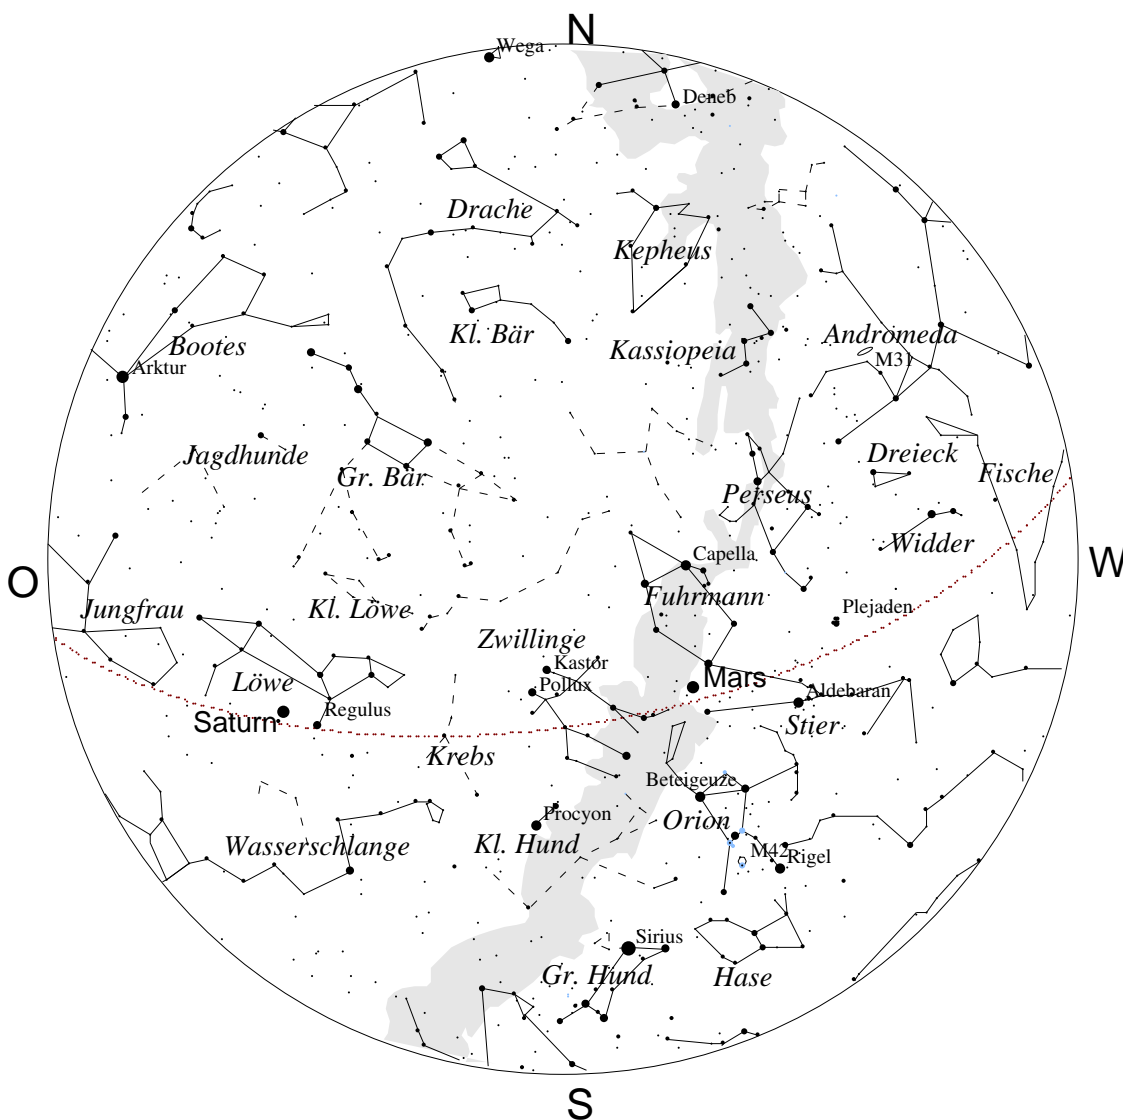 N
Wega
Deneb
Drache
Kepheus
Kl. Bär
Andromeda
Kassiopeia
M31
Bootes
Arktur
Jagdhunde
Gr. Bär
Dreieck
Fische
Perseus
Widder
Capella
W
O
Jungfrau
Kl. Löwe
Fuhrmann
Plejaden
Zwillinge
Kastor
Pollux
Mars
Löwe
Regulus
Aldebaran
Saturn
Stier
Krebs
Beteigeuze
Procyon
Orion
Wasserschlange
Kl. Hund
M42
Rigel
Sirius
Gr. Hund
Hase
S